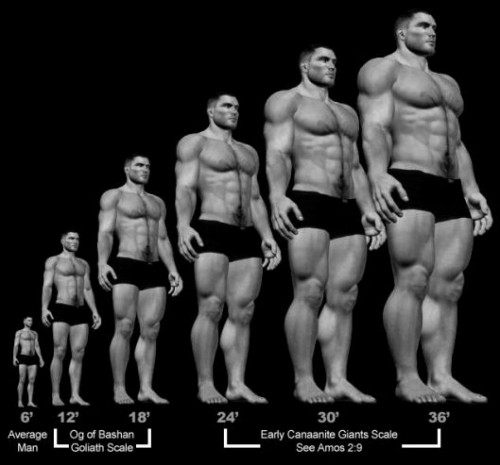 6’ 12’ 18’ 24’ 30’ 36’
Average Man
Og of Bashan
Goliath Scale
Early Canaanite Giants Scale
See Amos 2:9